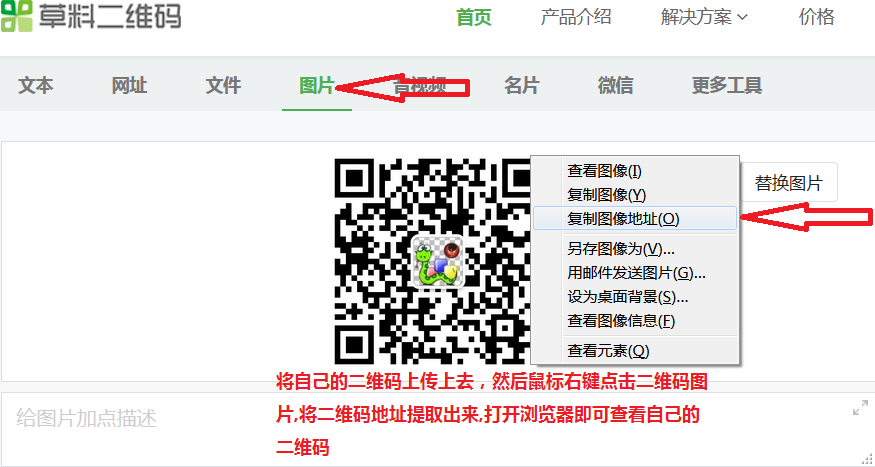 草料二维码
首页 产品介绍 解决方案 价格
文本 网址 文件 图片 音视频 名片 微信 更多工具
替换图片
查看图像(I)
复制图像(Y)
复制图像地址(O)
另存图像为(V)...
用邮件发送图片(G)...
设为桌面背景(S)...
查看图像信息(F)
查看元素(Q)
将自己的二维码上传上去，然后鼠标右键点击二维码图
片,将二维码地址提取出来,打开浏览器即可查看自己的
二维码
给图片加点描述